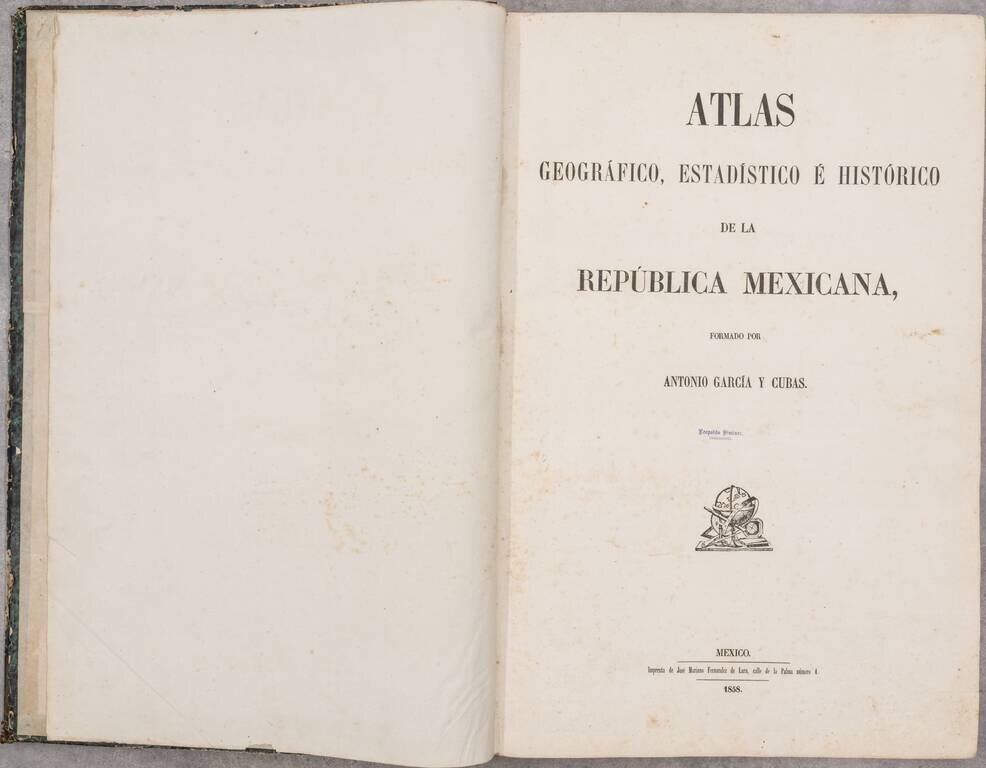 ATLAS
GEOGRÁFICO, ESTADÍSTICO É HISTÓRICO
DE LA
REPÚBLICA MEXICANA,
FORMADO POR
ANTONIO GARCÍA Y CUBAS.
Leopoldo
MEXICO.
Imprenta de José Mariano Fernandez de Lara, calle de la Palma número 4.
1858.